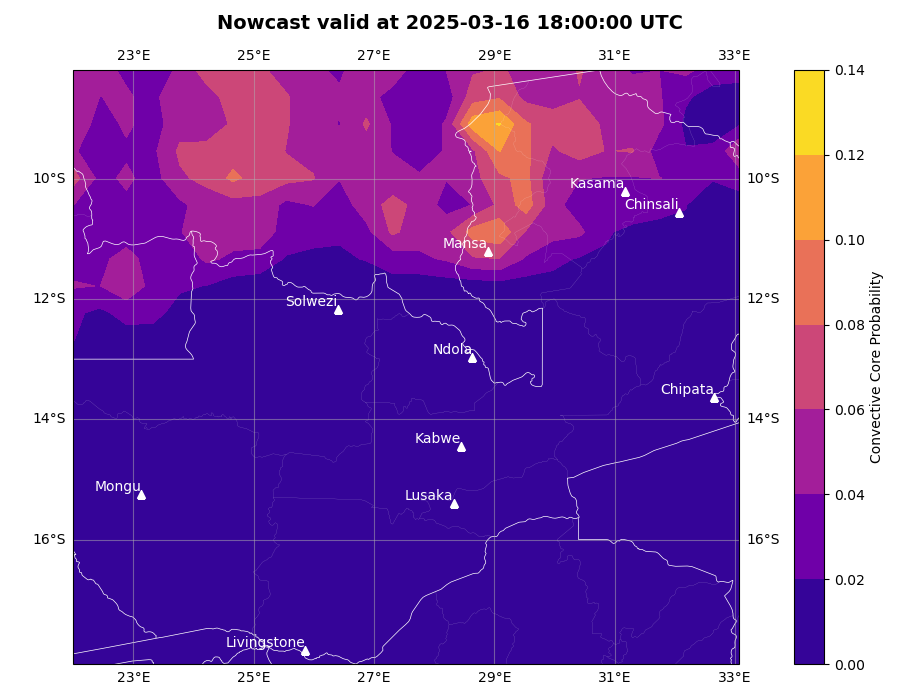 Nowcast valid at 2025-03-16 18:00:00 UTC
23°E 25°E 27°E 29°E 31°E 33°E
10°S 10°S
12°S 12°S
14°S 14°S
16°S 16°S
Kasama
Chinsali
Mansa
Solwezi
Ndola
Chipata
Kabwe
Mongu
Lusaka
Livingstone
23°E 25°E 27°E 29°E 31°E 33°E
0.14
0.12
0.10
0.08
0.06
0.04
0.02
0.00
Convective Core Probability